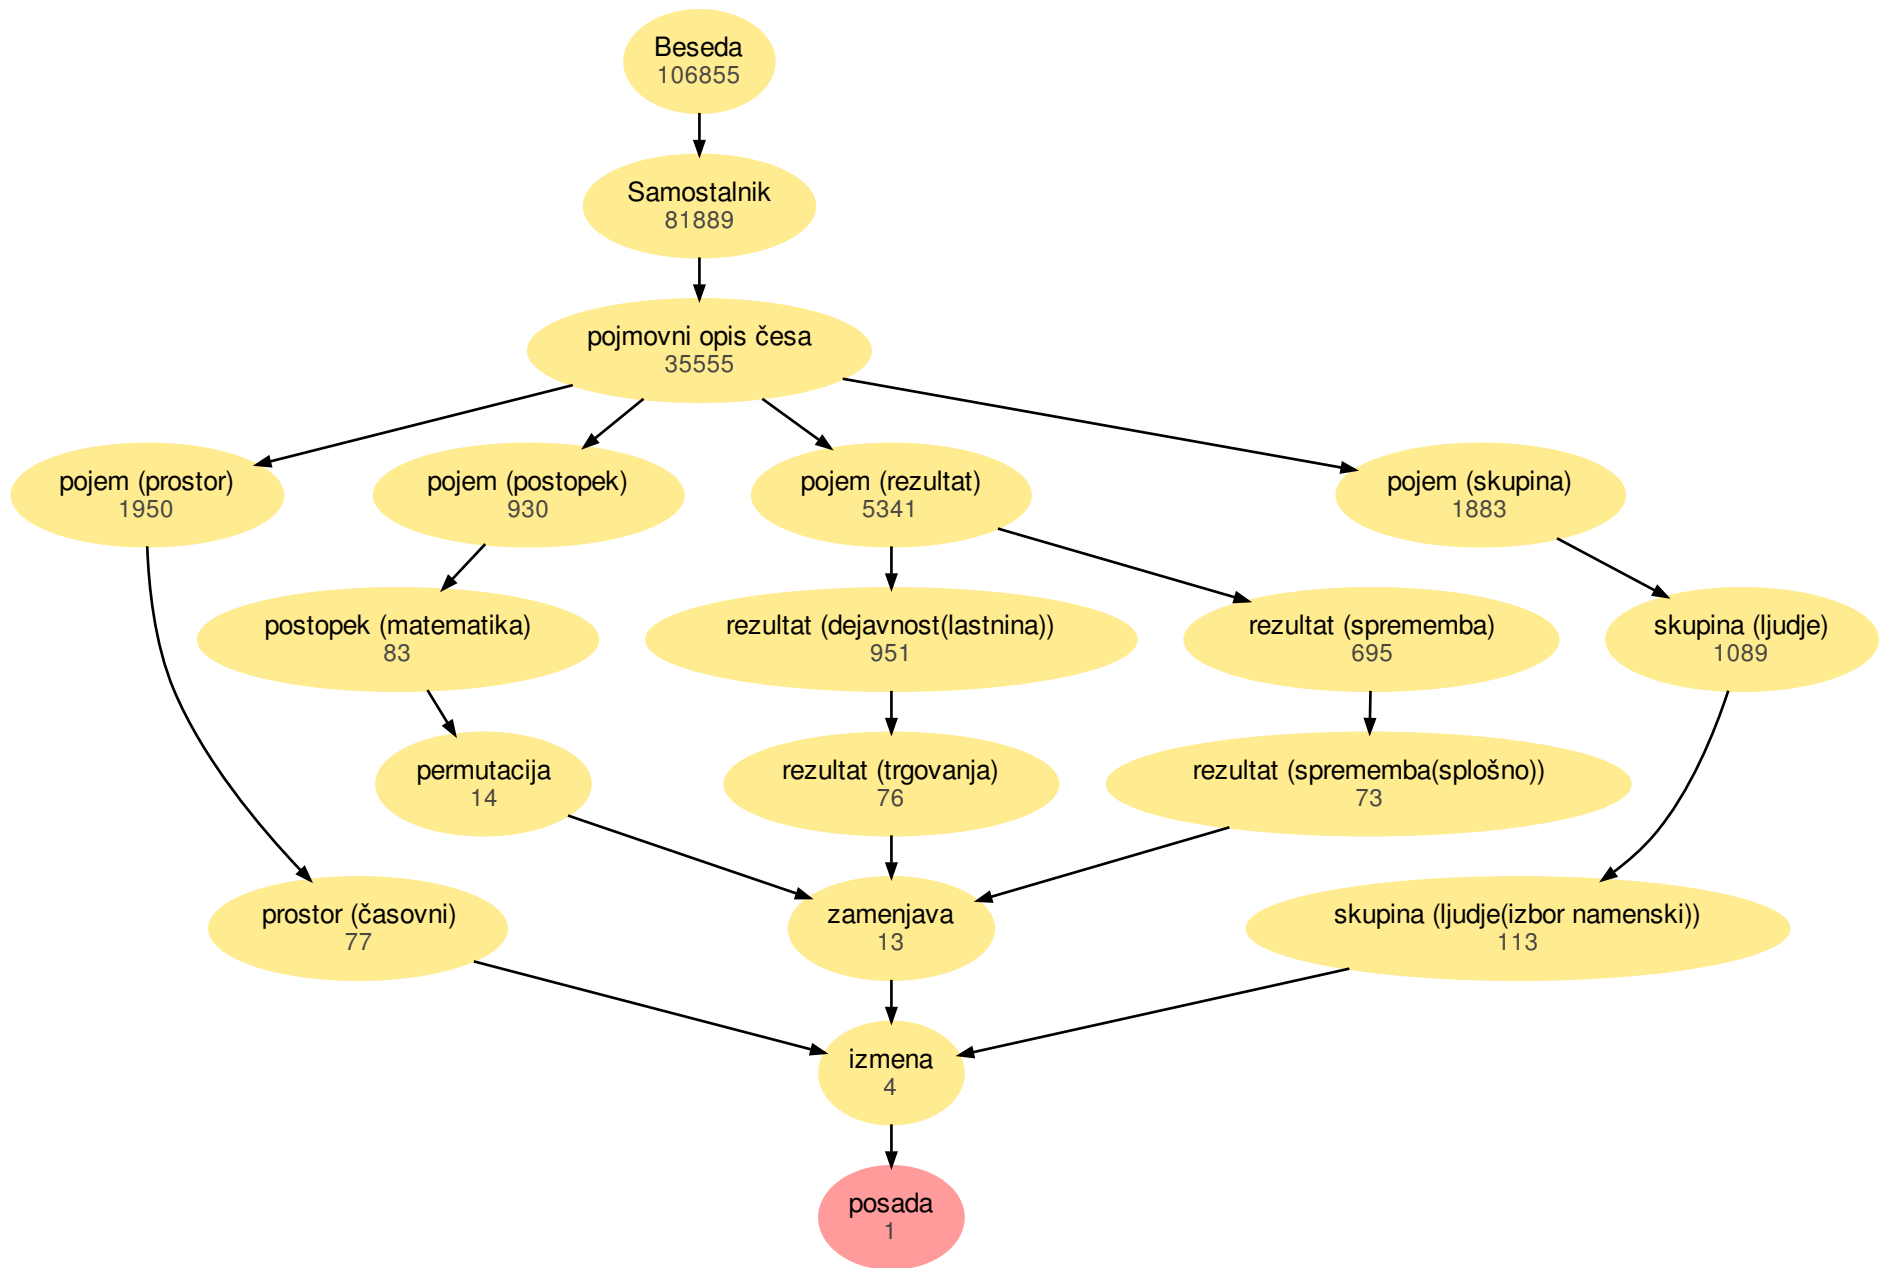 Beseda
106855
Samostalnik
81889
pojmovni opis česa
35555
pojem (prostor)
1950
pojem (postopek)
930
pojem (rezultat)
5341
pojem (skupina)
1883
postopek (matematika)
83
rezultat (dejavnost(lastnina))
951
rezultat (sprememba)
695
skupina (ljudje)
1089
permutacija
14
rezultat (trgovanja)
76
rezultat (sprememba(splošno))
73
prostor (časovni)
77
zamenjava
13
skupina (ljudje(izbor namenski))
113
izmena
4
posada
1